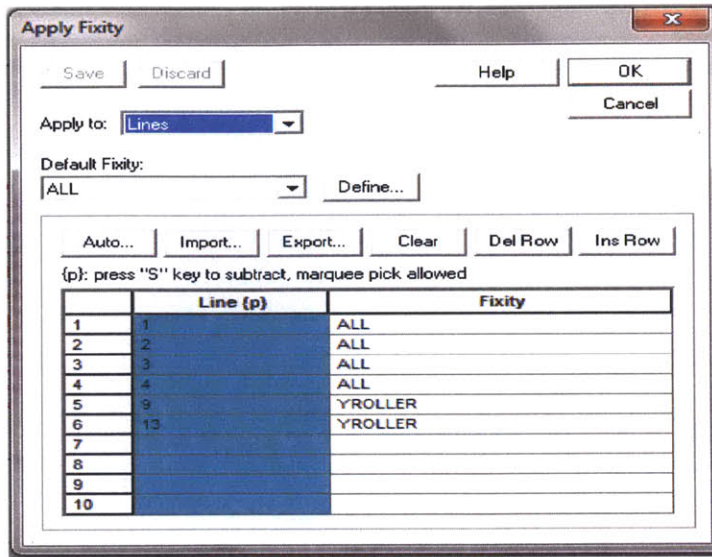 Apply Fixity
Save Discard Help OK
Cancel
Apply to: Lines
Default Fixity:
ALL Define...
Auto... Import... Export... Clear Del Row Ins Row
{p}: press "S" key to subtract, marquee pick allowed
Line {p} Fixity
1 1 ALL
2 2 ALL
3 3 ALL
4 4 ALL
5 9 YROLLER
6 13 YROLLER
7
8
9
10